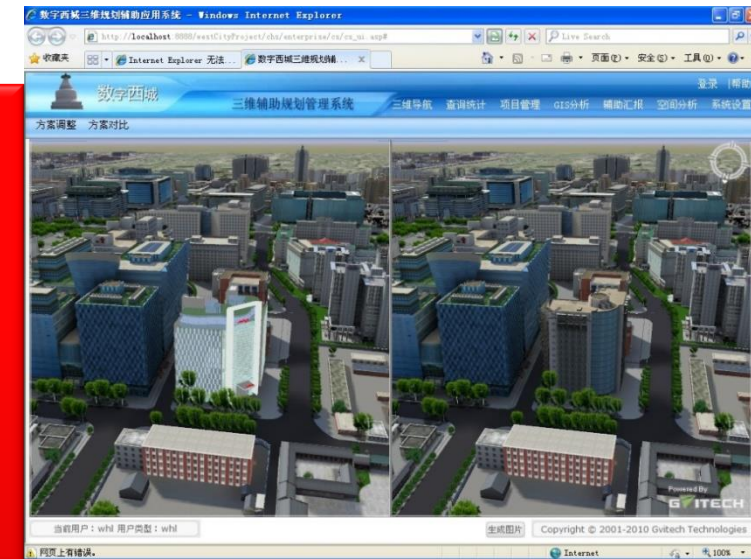 数字西城三维规划辅助应用系统 - Windows Internet Explorer
http://localhost:8080/westCityProject/chs/enterprise/cs/cs_ui.asp#
Live Search
收藏夹
Internet Explorer 无法...
数字西城三维规划辅...
页面(P)
安全(S)
工具(O)
登录 | 帮助
数字西城
三维辅助规划管理系统
三维导航 查询统计 项目管理 GIS分析 辅助汇报 空间分析 系统设置
方案调整 方案对比
Powered By
GVITECH
当前用户：whl 用户类型：whl
生成图片
Copyright © 2001-2010 Gvitech Technologies
网页上有错误。
Internet
100%